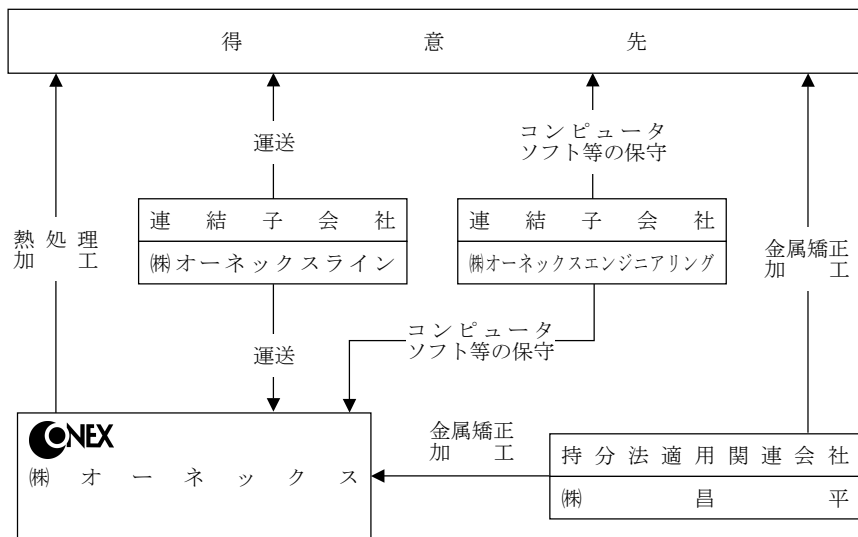 得意先
運送
コンピュータ
ソフト等の保守
連結子会社
㈱オーネックスライン
連結子会社
㈱オーネックスエンジニアリング
熱処理
加工
金属矯正
加工
運送
コンピュータ
ソフト等の保守
ONEX
㈱オーネックス
金属矯正
加工
持分法適用関連会社
㈱昌平